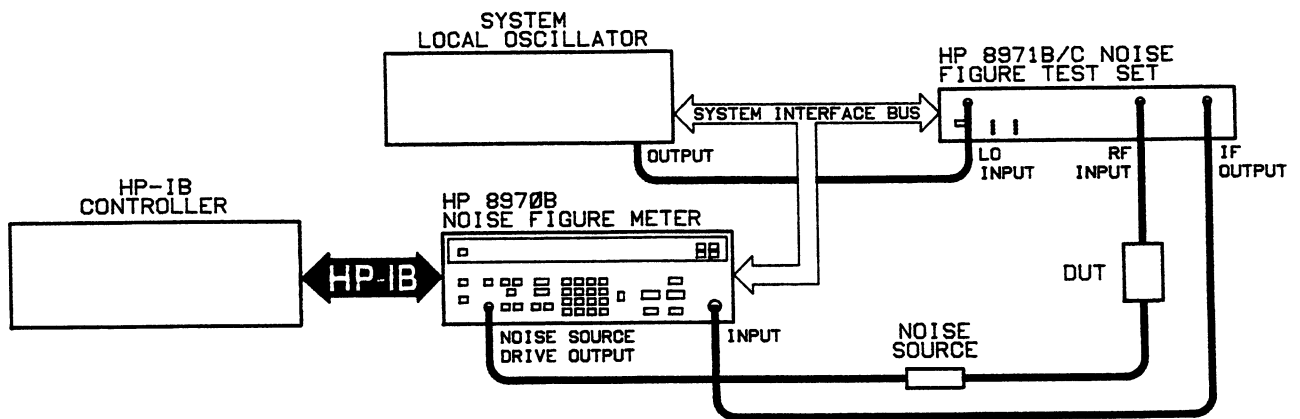 SYSTEM
LOCAL OSCILLATOR
HP 8971B/C NOISE
FIGURE TEST SET
SYSTEM INTERFACE BUS
OUTPUT
LO
INPUT
RF
INPUT
IF
OUTPUT
HP-IB
CONTROLLER
HP 8970B
NOISE FIGURE METER
HP-IB
DUT
NOISE SOURCE
DRIVE OUTPUT
INPUT
NOISE
SOURCE